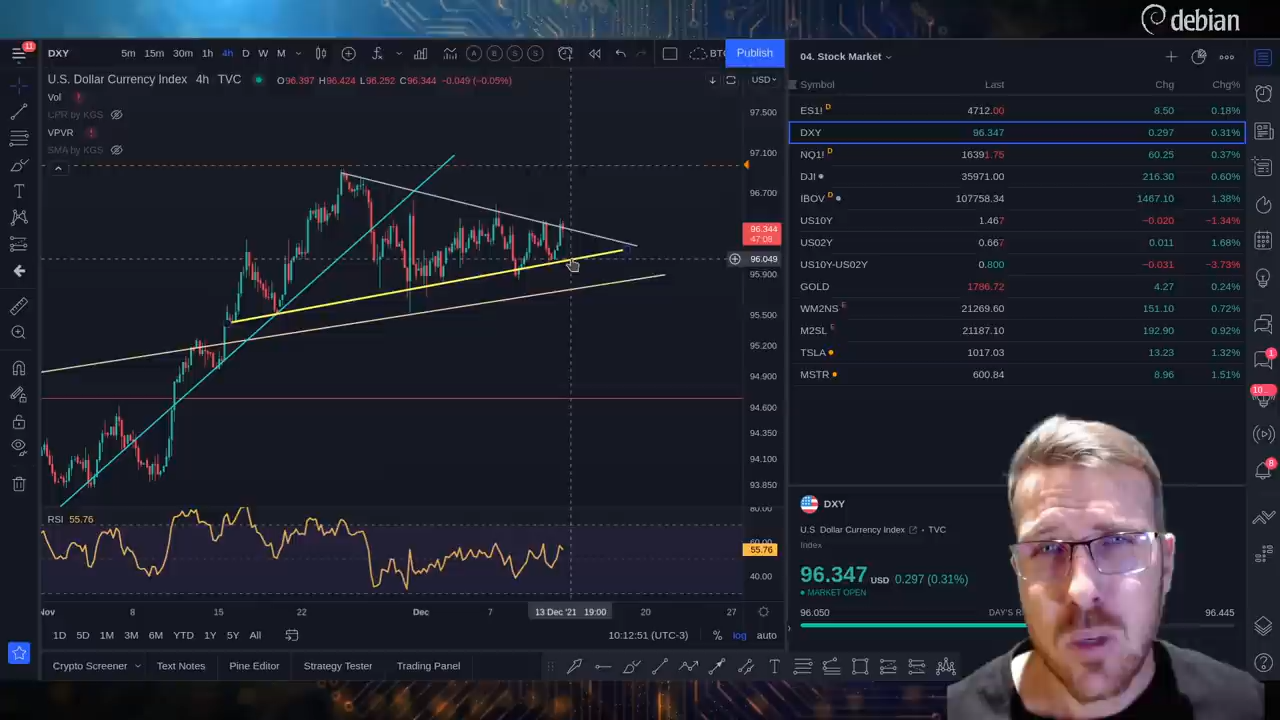 debian
11
DXY
5m 15m 30m 1h 4h D W M
A B S S
BTC
Publish
U.S. Dollar Currency Index 4h TVC O96.397 H96.424 L96.252 C96.344 -0.049 (-0.05%)
USD
Vol
CPR by KGS
VPVR
SMA by KGS
97.500
97.100
96.700
96.344
47:08
96.049
95.900
95.500
95.200
94.900
94.600
94.350
94.100
93.850
RSI 55.76
80.00
55.76
40.00
Nov 8 15 22 Dec 7 13 Dec '21 19:00 20 27
1D 5D 1M 3M 6M YTD 1Y 5Y All
10:12:51 (UTC-3) % log auto
Crypto Screener Text Notes Pine Editor Strategy Tester Trading Panel
04. Stock Market
Symbol Last Chg Chg%
ES1! D 4712.00 8.50 0.18%
DXY 96.347 0.297 0.31%
NQ1! D 16391.75 60.25 0.37%
DJI 35971.00 216.30 0.60%
IBOV D 107758.34 1467.10 1.38%
US10Y 1.467 −0.020 −1.34%
US02Y 0.667 0.011 1.68%
US10Y-US02Y 0.800 −0.031 −3.73%
GOLD 1786.72 4.27 0.24%
WM2NS E 21269.60 151.10 0.72%
M2SL E 21187.10 192.90 0.92%
TSLA 1017.03 13.23 1.32%
MSTR 600.84 8.96 1.51%
DXY
U.S. Dollar Currency Index • TVC
Index
96.347 USD 0.297 (0.31%)
MARKET OPEN
96.050 DAY'S 96.445
1
10
8